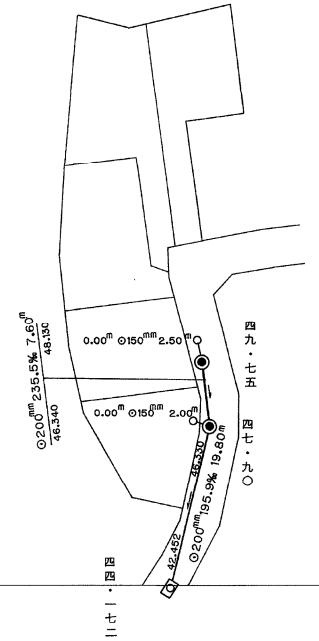 0.00m ⊙150mm 2.50m
⊙200mm 235.5‰ 7.60m
48.130
46.340
0.00m ⊙150mm 2.00m
四九・七五
四七・九〇
46.330
⊙200mm 195.9‰ 19.80m
42.452
四四・一七二